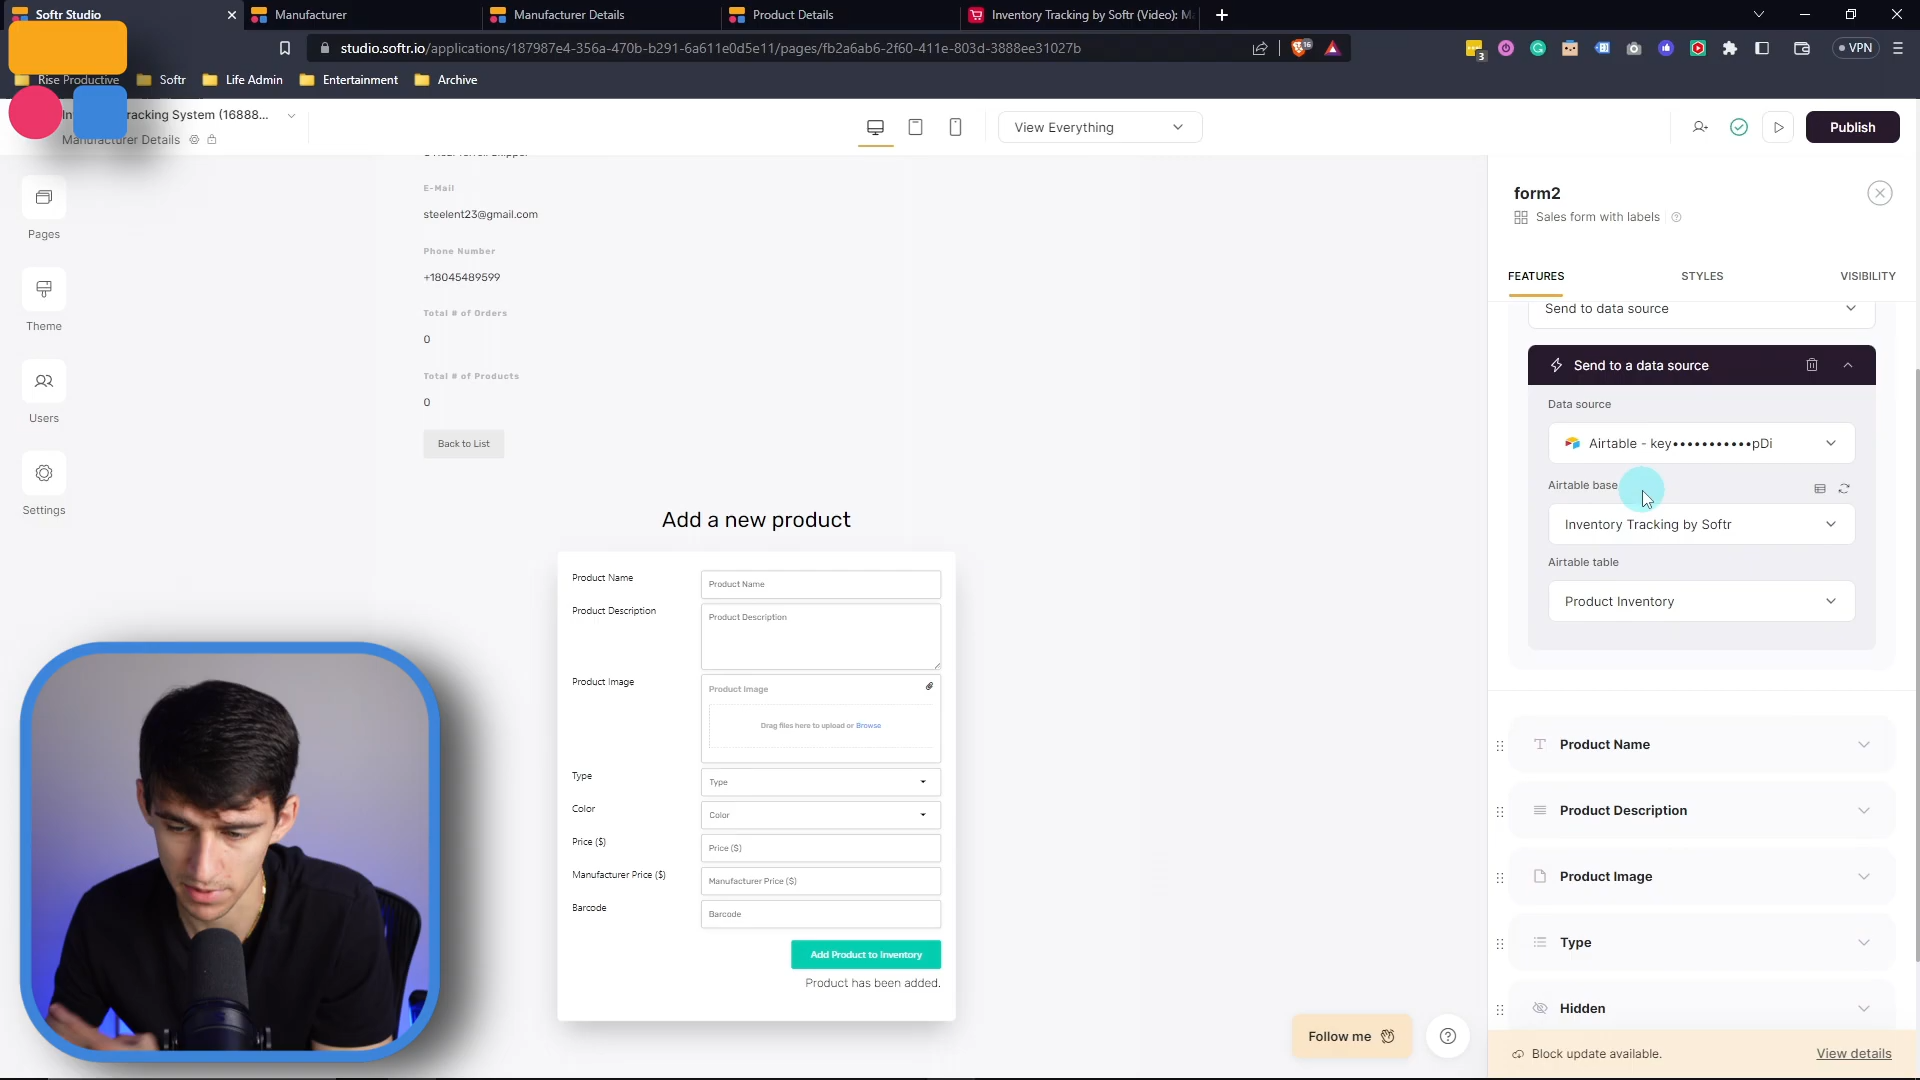 Softr Studio
Manufacturer
Manufacturer Details
Product Details
Inventory Tracking by Softr (Video): M
studio.softr.io/applications/187987e4-356a-470b-b291-6a611e0d5e11/pages/fb2a6ab6-2f60-411e-803d-3888ee31027b
16
3
VPN
Rise Productive
Softr
Life Admin
Entertainment
Archive
racking System (16888...
Manufacturer Details
View Everything
Publish
Pages
Theme
Users
Settings
E-Mail
steelent23@gmail.com
Phone Number
+18045489599
Total # of Orders
0
Total # of Products
0
Back to List
Add a new product
Product Name
Product Name
Product Description
Product Description
Product Image
Product Image
Drag files here to upload or Browse
Type
Type
Color
Color
Price ($)
Price ($)
Manufacturer Price ($)
Manufacturer Price ($)
Barcode
Barcode
Add Product to Inventory
Product has been added.
Follow me
form2
Sales form with labels
FEATURES
STYLES
VISIBILITY
Send to data source
Send to a data source
Data source
Airtable - key•••••••••••pDi
Airtable base
Inventory Tracking by Softr
Airtable table
Product Inventory
Product Name
Product Description
Product Image
Type
Hidden
Block update available.
View details